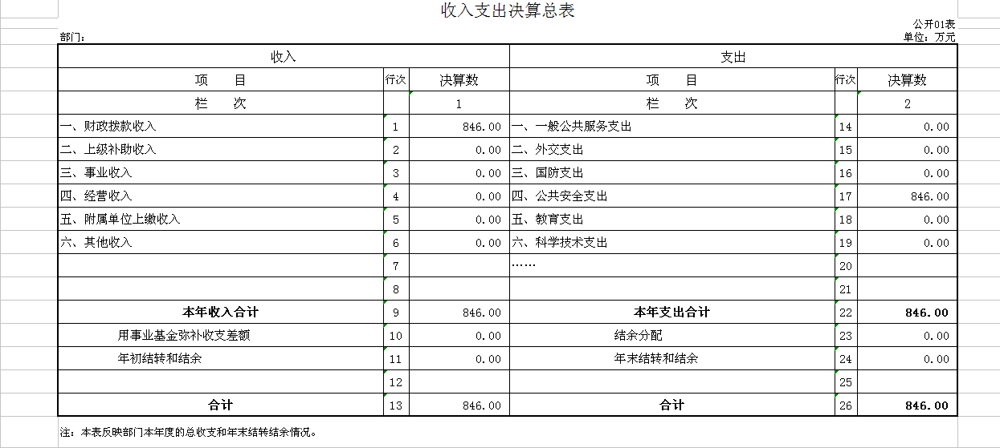 收入支出决算总表
公开01表
部门： 单位：万元
收入 支出
项 目 行次 决算数 项 目 行次 决算数
栏 次 1 栏 次 2
一、财政拨款收入 1 846.00 一、一般公共服务支出 14 0.00
二、上级补助收入 2 0.00 二、外交支出 15 0.00
三、事业收入 3 0.00 三、国防支出 16 0.00
四、经营收入 4 0.00 四、公共安全支出 17 846.00
五、附属单位上缴收入 5 0.00 五、教育支出 18 0.00
六、其他收入 6 0.00 六、科学技术支出 19 0.00
7 …… 20
8 21
本年收入合计 9 846.00 本年支出合计 22 846.00
用事业基金弥补收支差额 10 0.00 结余分配 23 0.00
年初结转和结余 11 0.00 年末结转和结余 24 0.00
12 25
合计 13 846.00 合计 26 846.00
注：本表反映部门本年度的总收支和年末结转结余情况。